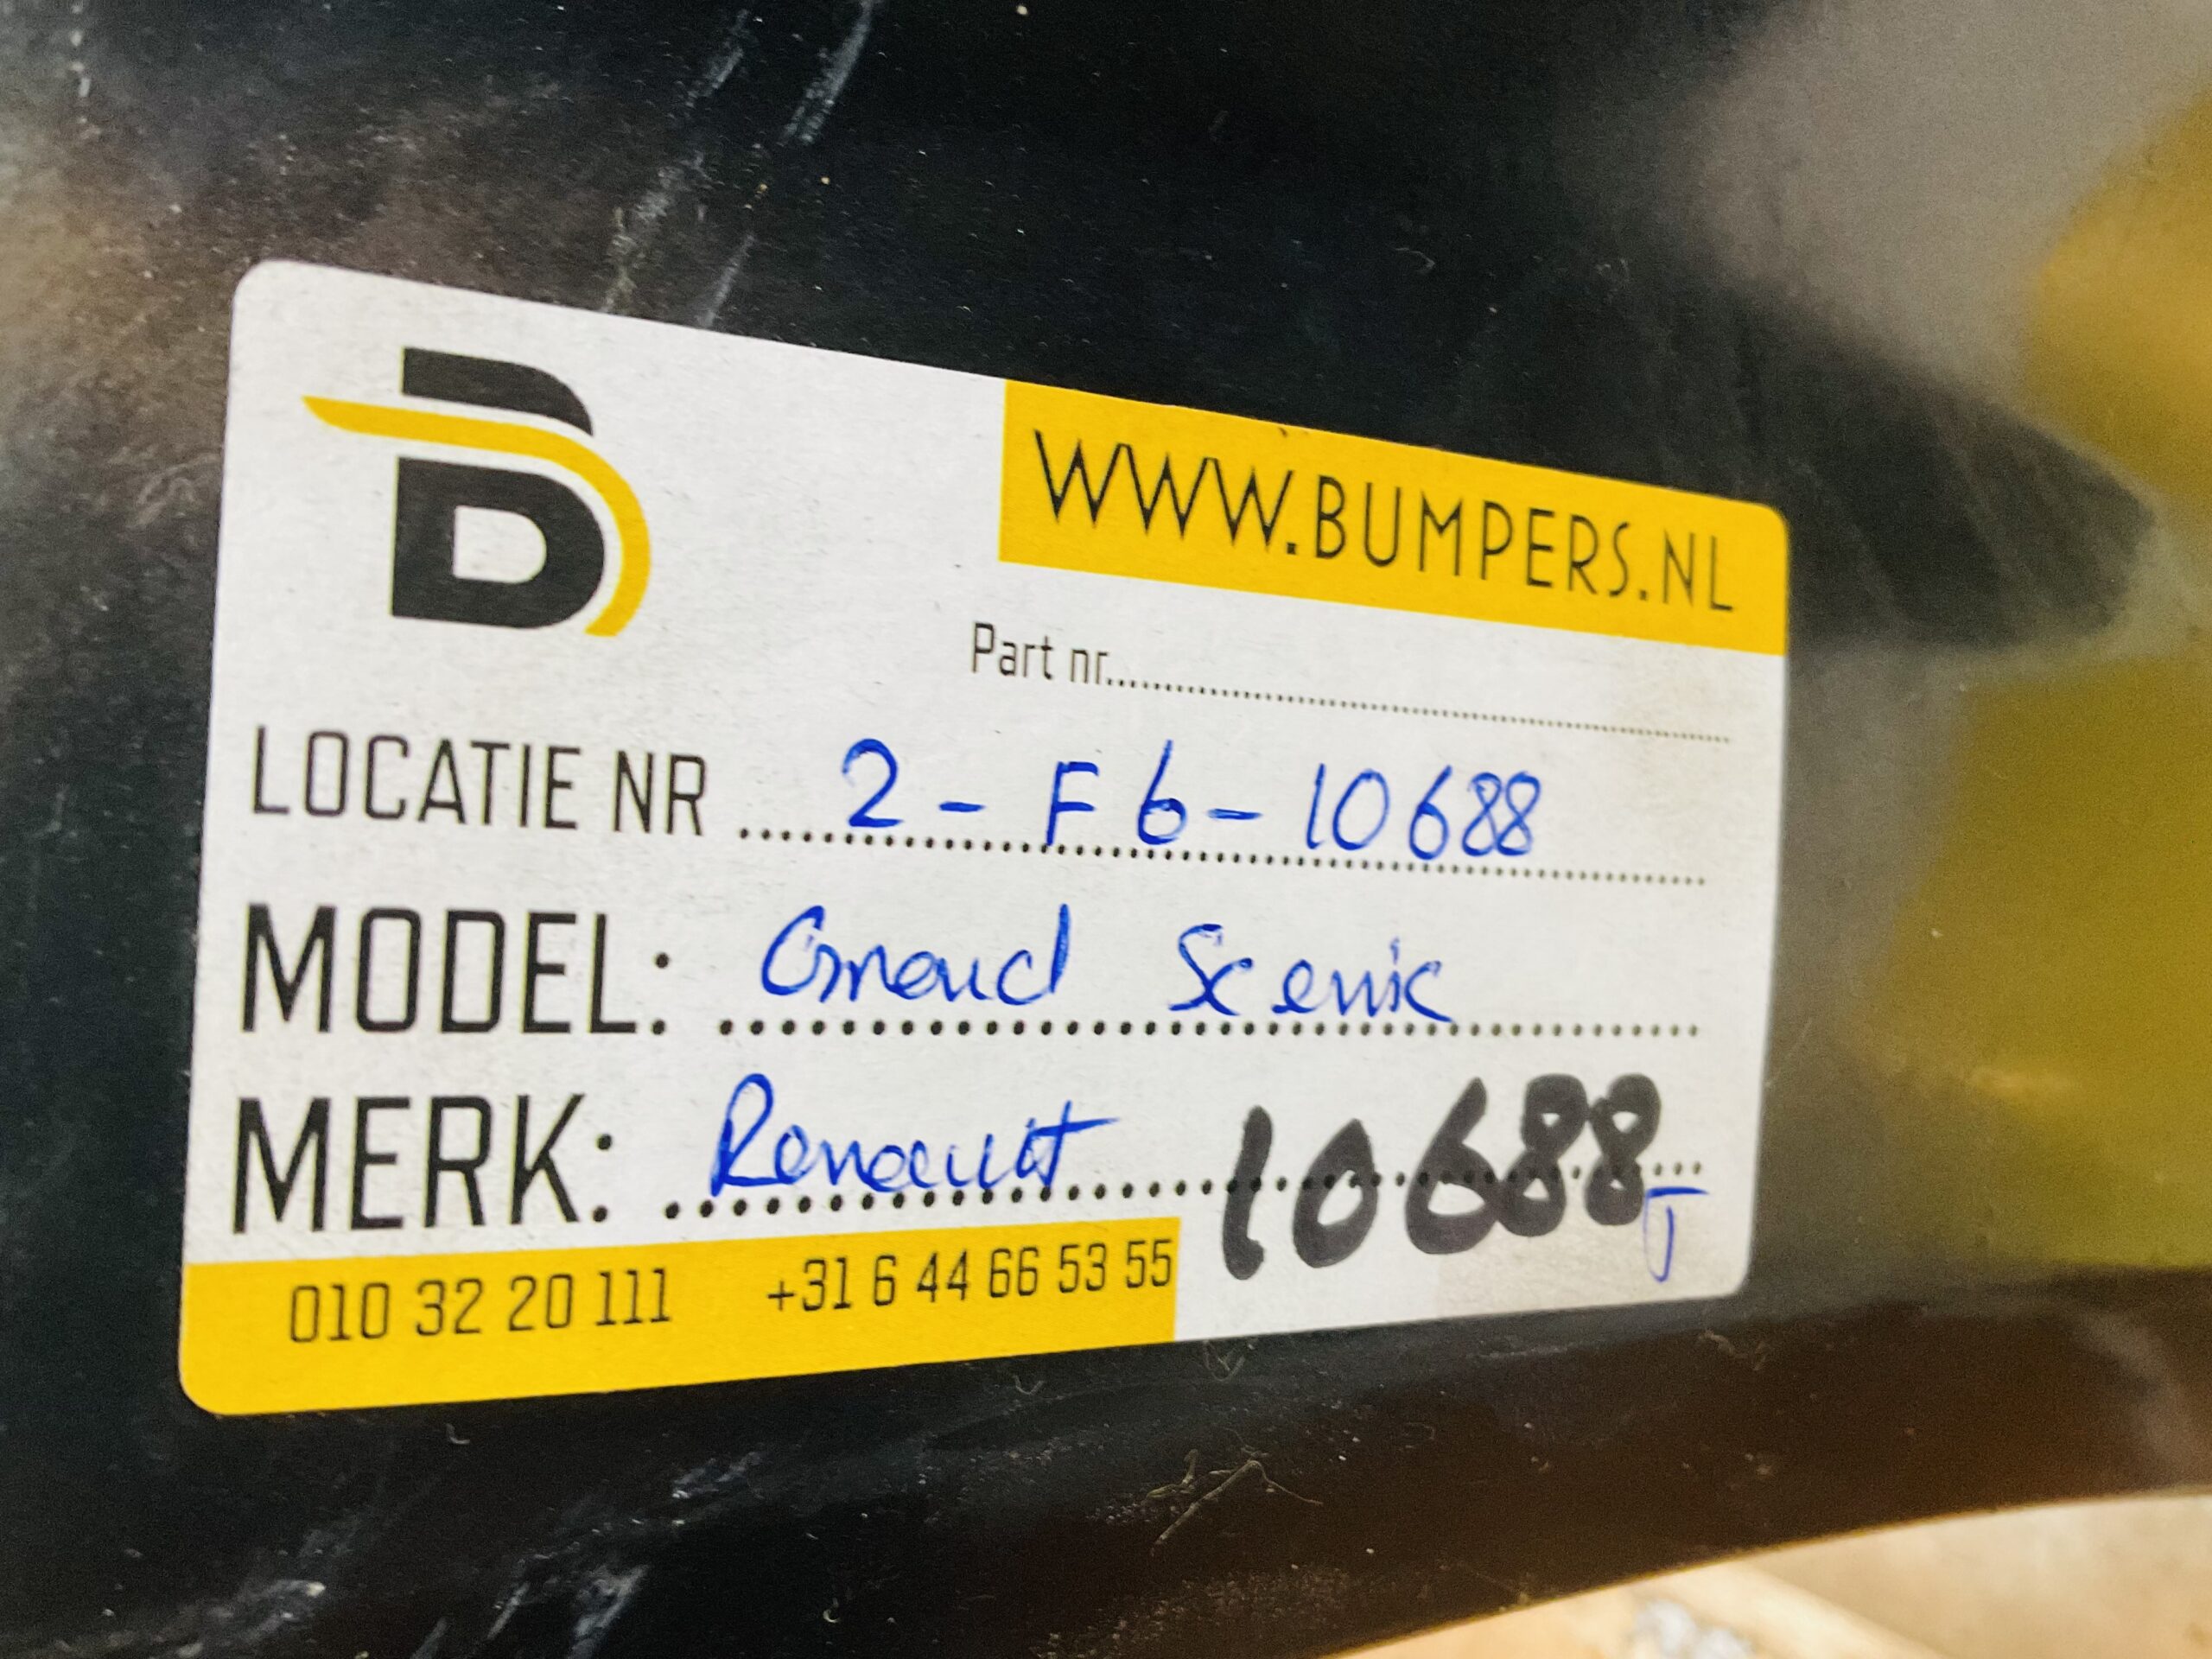 B
WWW.BUMPERS.NL
Part nr.
LOCATIE NR 2 - F6 - 10688
MODEL: Grand Scenic
MERK: Renault 10688
T
010 32 20 111 +31 6 44 66 53 55